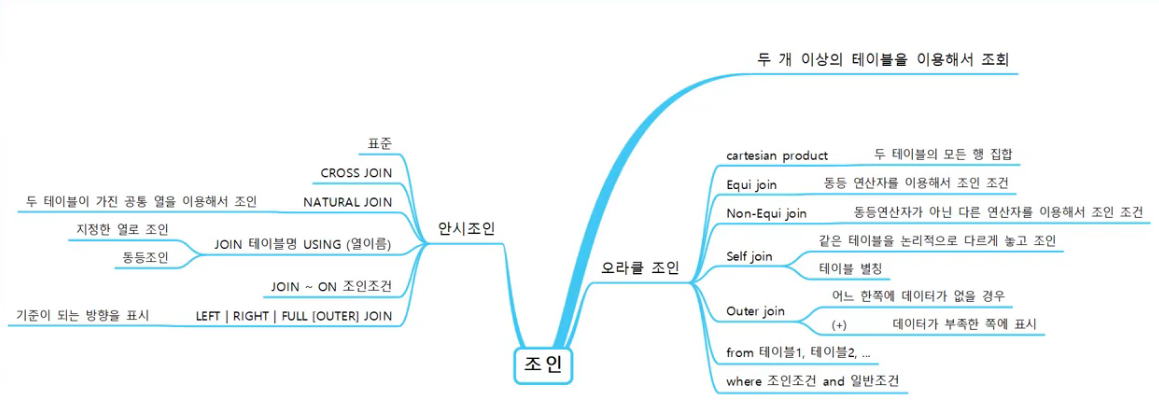 두 개 이상의 테이블을 이용해서 조회
표준
CROSS JOIN
두 테이블이 가진 공통 열을 이용해서 조인 NATURAL JOIN
지정한 열로 조인
동등조인
JOIN 테이블명 USING (열이름)
JOIN ~ ON 조인조건
기준이 되는 방향을 표시 LEFT | RIGHT | FULL [OUTER] JOIN
안시조인
조인
오라클 조인
cartesian product 두 테이블의 모든 행 집합
Equi join 동등 연산자를 이용해서 조인 조건
Non-Equi join 동등연산자가 아닌 다른 연산자를 이용해서 조인 조건
Self join
같은 테이블을 논리적으로 다르게 놓고 조인
테이블 별칭
Outer join
어느 한쪽에 데이터가 없을 경우
(+) 데이터가 부족한 쪽에 표시
from 테이블1, 테이블2, ...
where 조인조건 and 일반조건